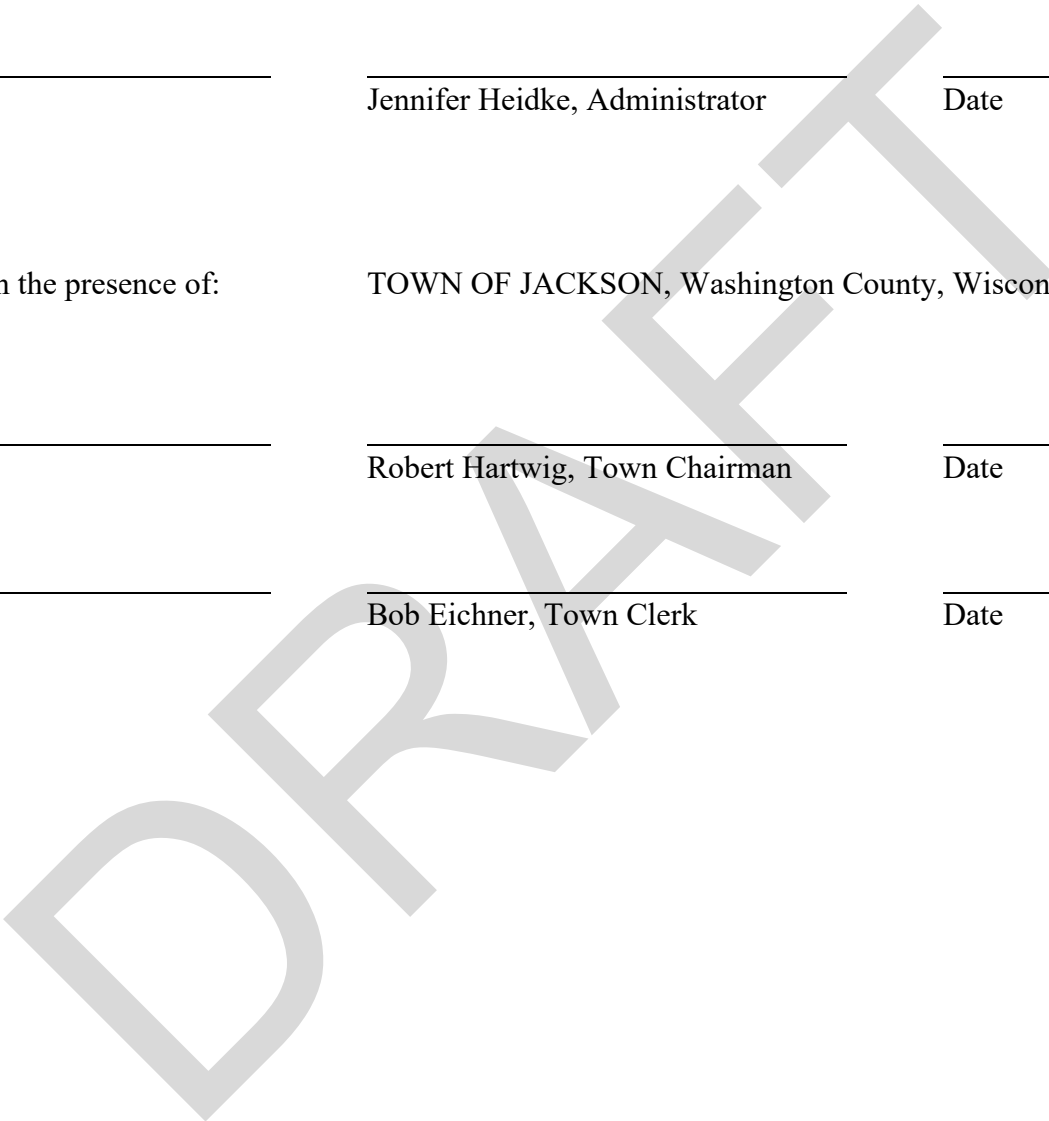 Jennifer Heidke, Administrator Date
the presence of: TOWN OF JACKSON, Washington County, Wiscon
Robert Hartwig, Town Chairman Date
Bob Eichner, Town Clerk Date
DRAFT